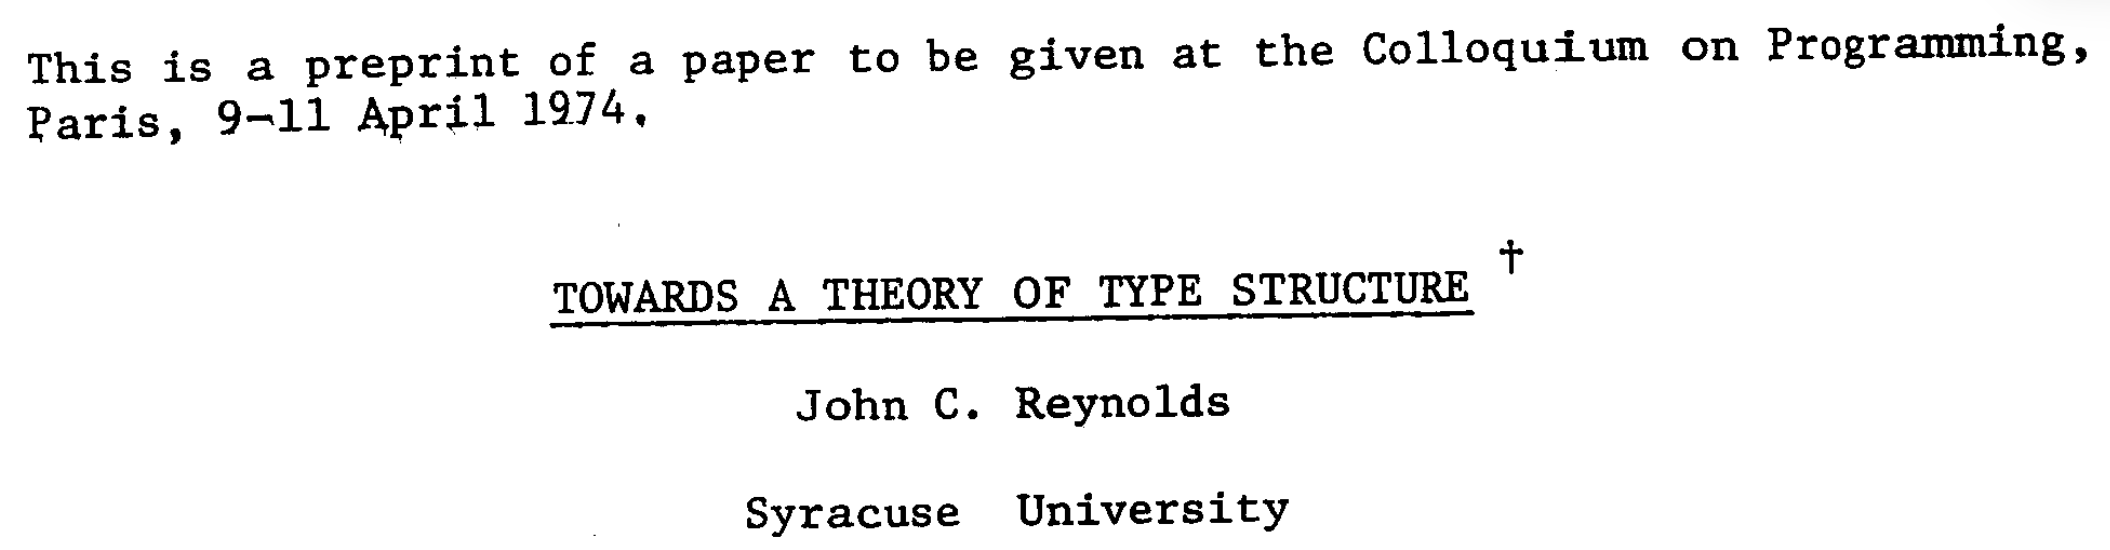 This is a preprint of a paper to be given at the Colloquium on Programming,
Paris, 9-11 April 1974.
TOWARDS A THEORY OF TYPE STRUCTURE †
John C. Reynolds
Syracuse University